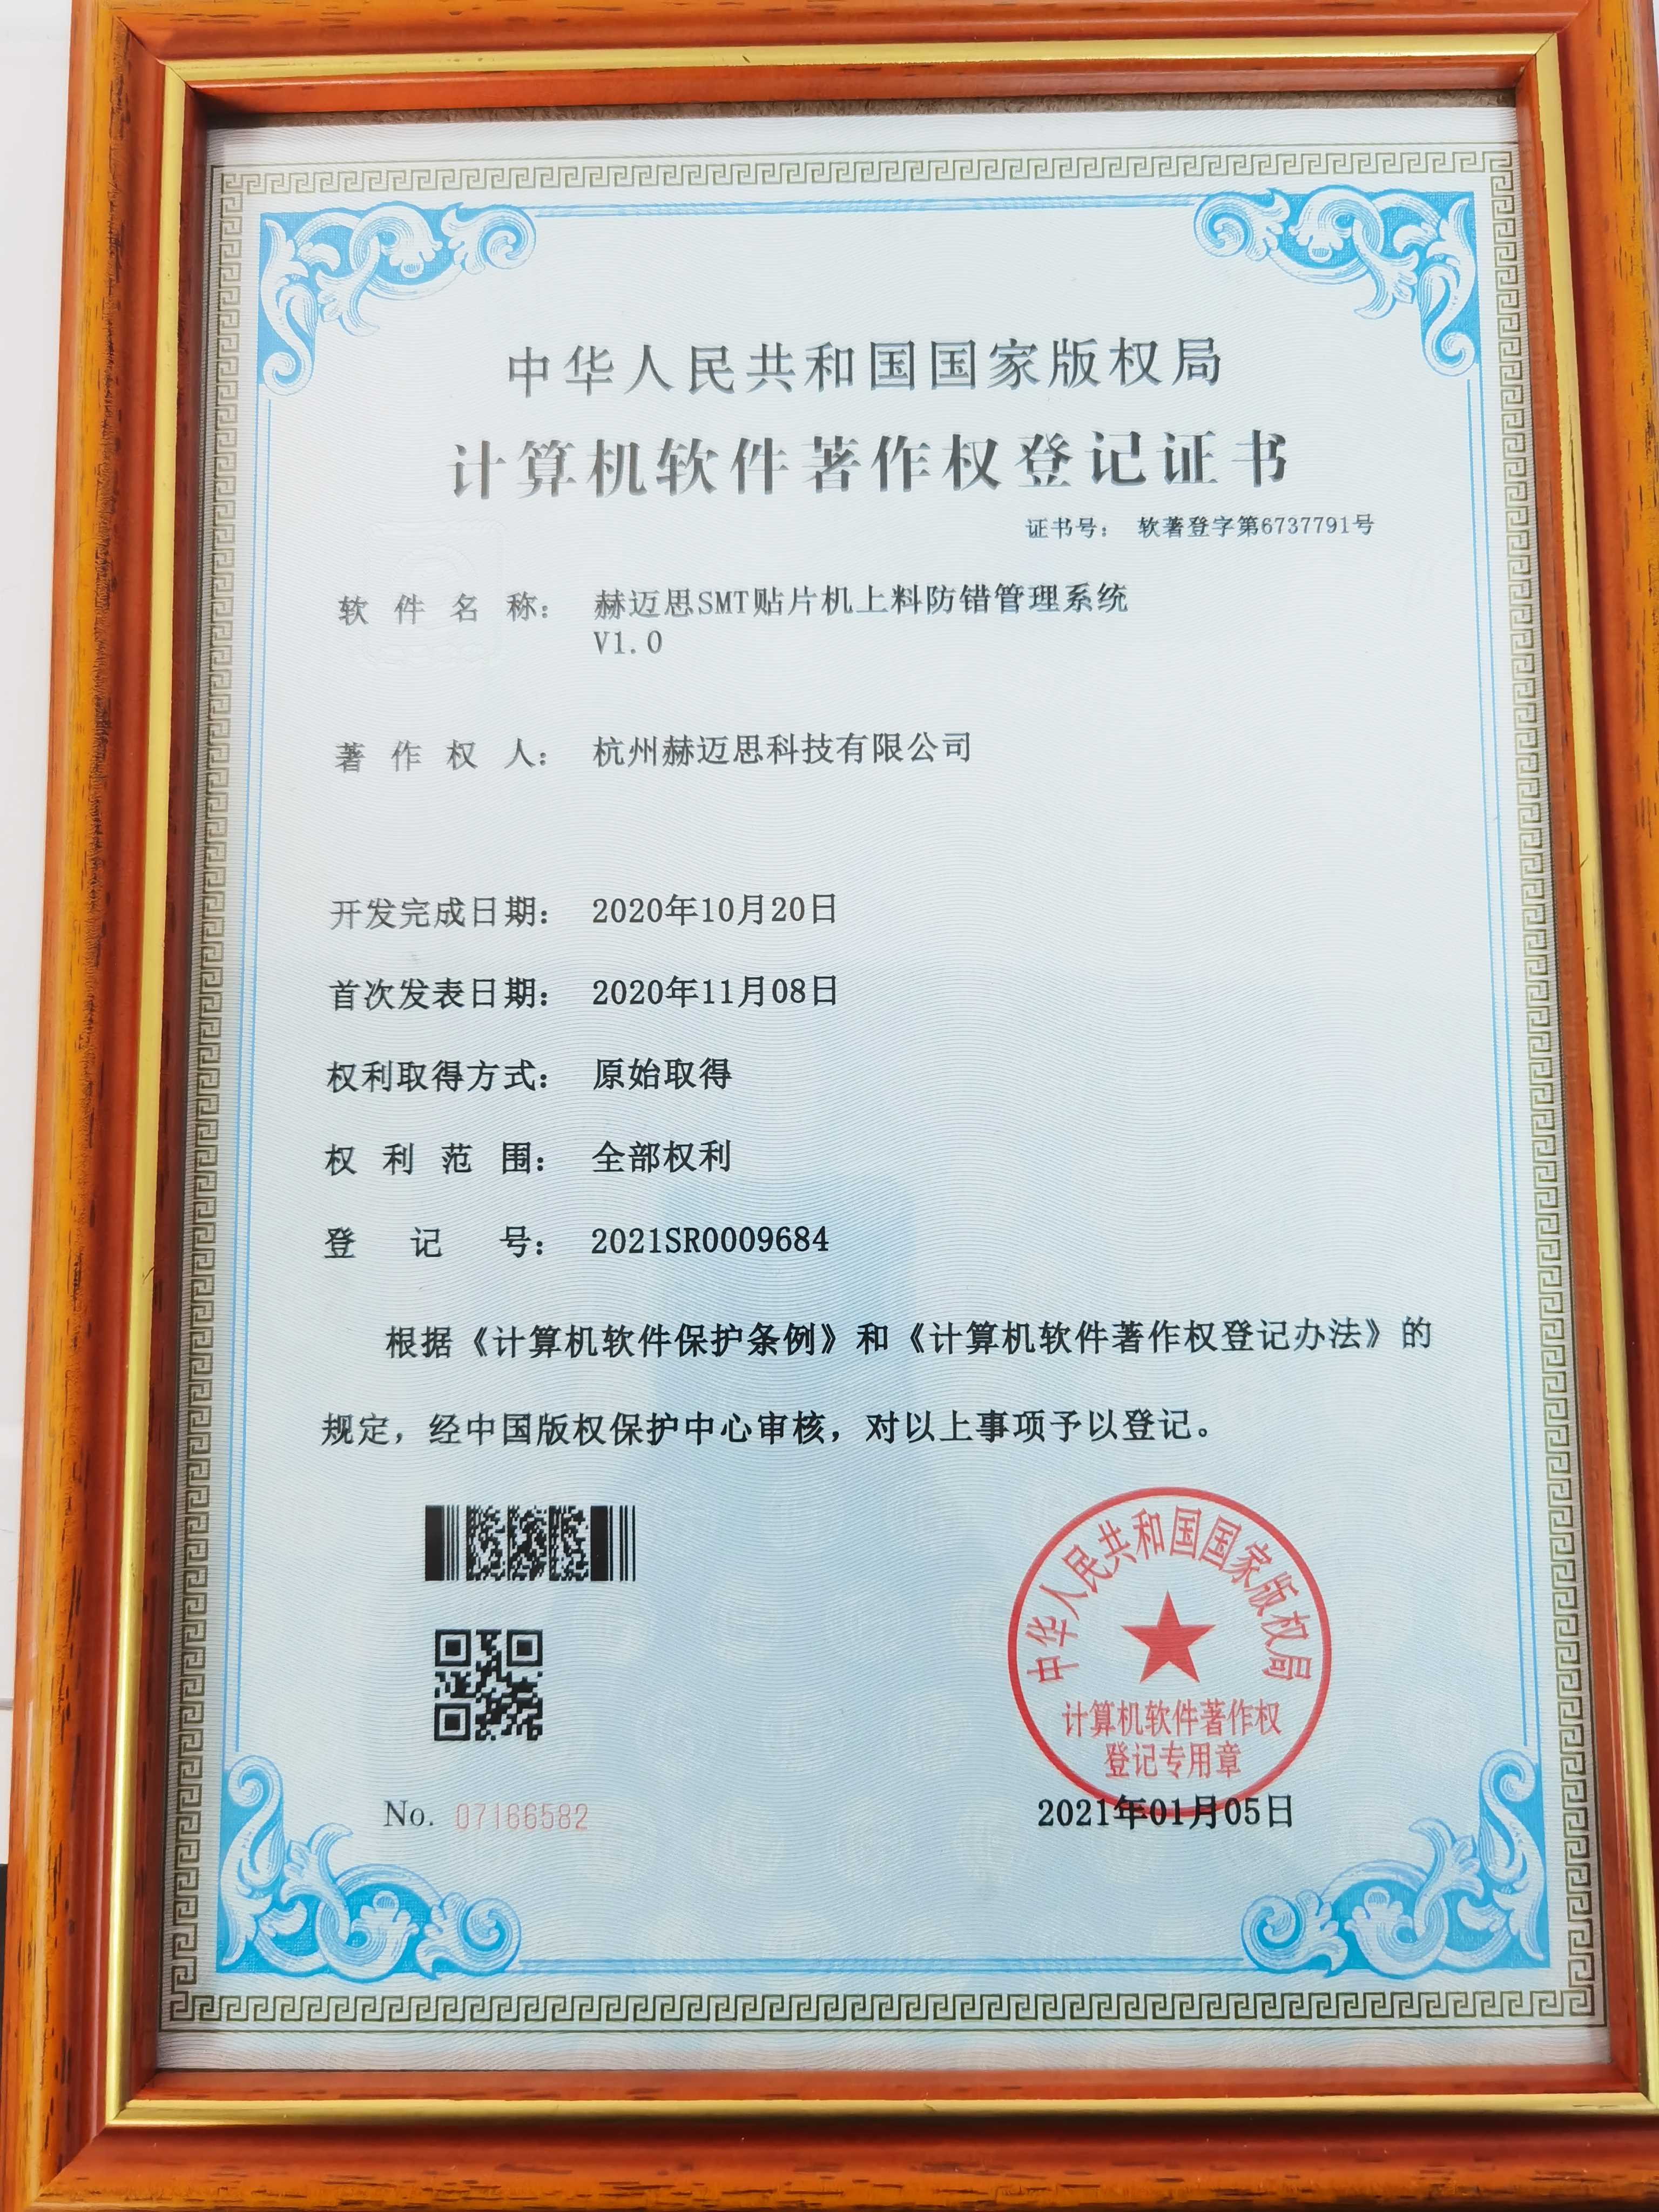 中华人民共和国国家版权局
计算机软件著作权登记证书
证书号： 软著登字第6737791号
软件名称： 赫迈思SMT贴片机上料防错管理系统
V1.0
著作权人： 杭州赫迈思科技有限公司
开发完成日期： 2020年10月20日
首次发表日期： 2020年11月08日
权利取得方式： 原始取得
权利范围： 全部权利
登记号： 2021SR0009684
根据《计算机软件保护条例》和《计算机软件著作权登记办法》的
规定，经中国版权保护中心审核，对以上事项予以登记。
中华人民共和国国家版权局
计算机软件著作权
登记专用章
No. 07166582
2021年01月05日